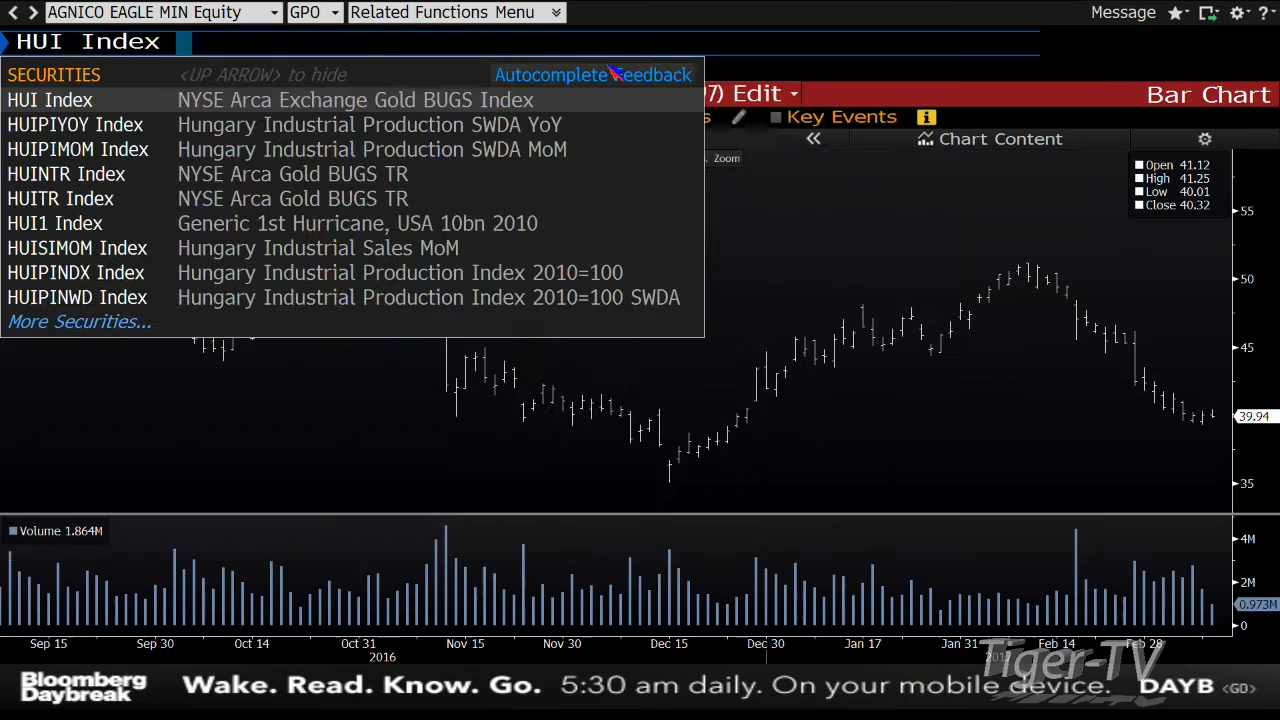 AGNICO EAGLE MIN Equity GPO Related Functions Menu Message ?
HUI Index
SECURITIES <UP ARROW> to hide Autocomplete Feedback
HUI Index NYSE Arca Exchange Gold BUGS Index
HUIPIYOY Index Hungary Industrial Production SWDA YoY
HUIPIMOM Index Hungary Industrial Production SWDA MoM
HUINTR Index NYSE Arca Gold BUGS TR
HUITR Index NYSE Arca Gold BUGS TR
HUI1 Index Generic 1st Hurricane, USA 10bn 2010
HUISIMOM Index Hungary Industrial Sales MoM
HUIPINDX Index Hungary Industrial Production Index 2010=100
HUIPINWD Index Hungary Industrial Production Index 2010=100 SWDA
More Securities...
7) Edit Bar Chart
s Key Events i
« Chart Content
Zoom
Open 41.12
High 41.25
Low 40.01
Close 40.32
55
50
45
39.94
35
Volume 1.864M
4M
2M
0.973M
0
Sep 15 Sep 30 Oct 14 Oct 31 Nov 15 Nov 30 Dec 15 Dec 30 Jan 17 Jan 31 Feb 14 Feb 28
2016
Tiger-TV
Bloomberg
Daybreak
Wake. Read. Know. Go. 5:30 am daily. On your mobile device. DAYB <GO>